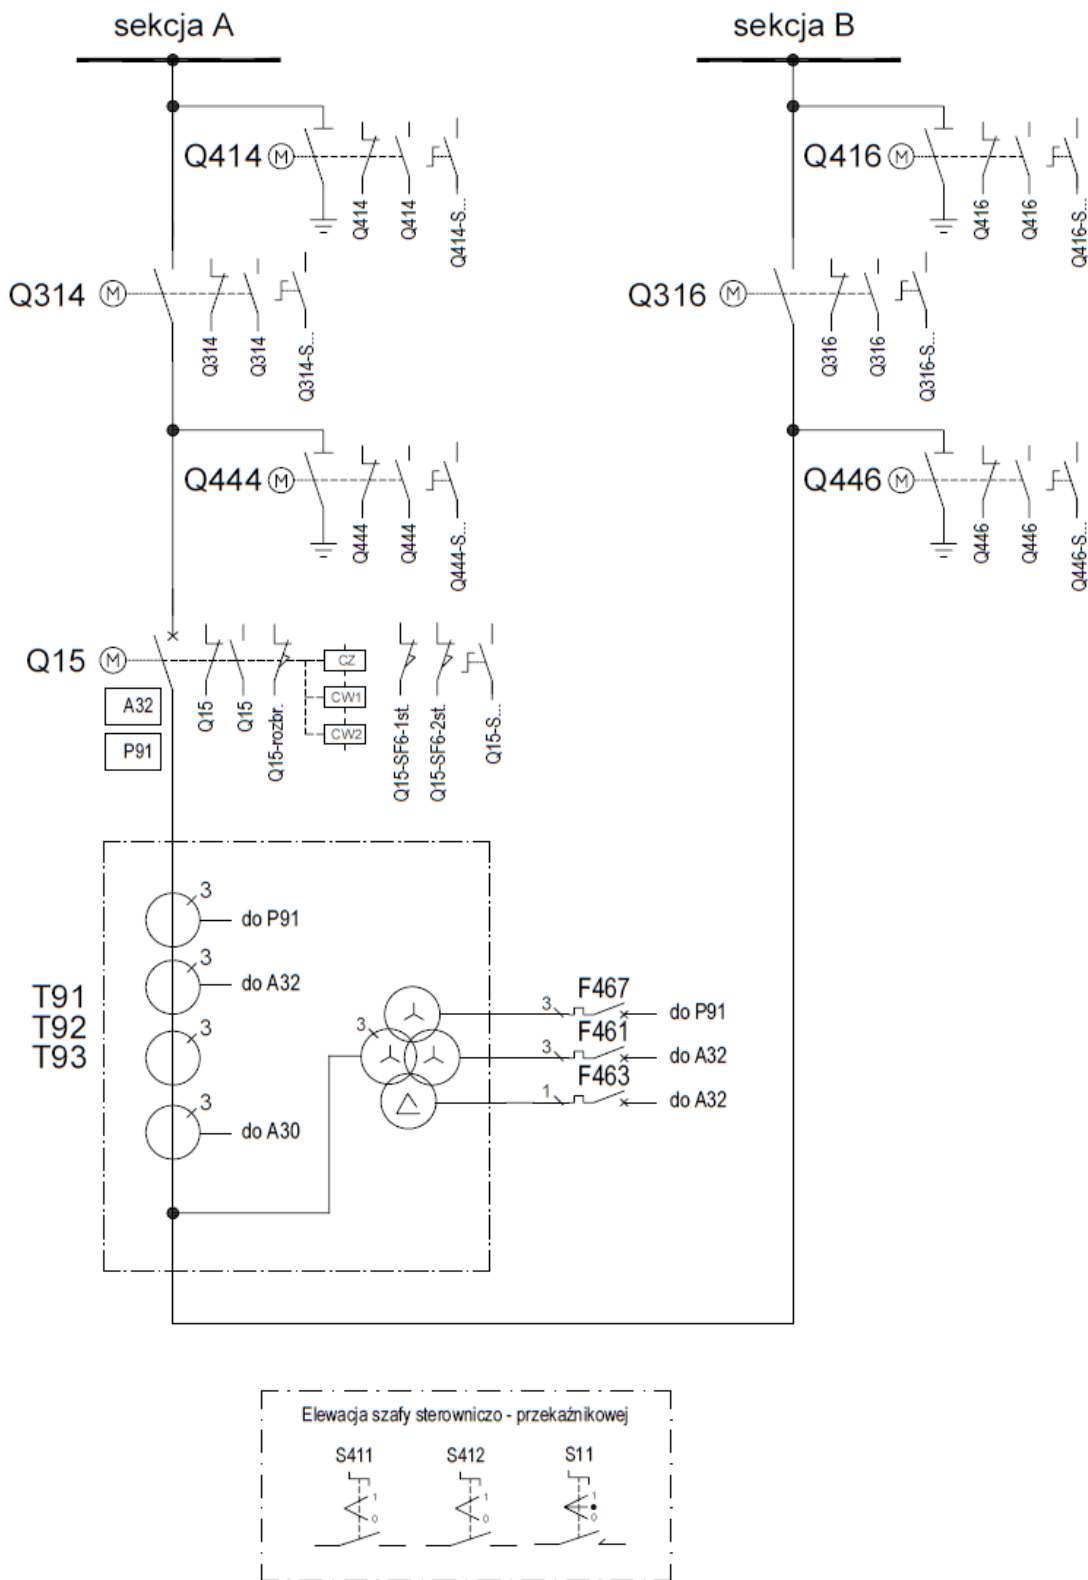 sekcja A
sekcja B
Q414
M
Q414
Q414
Q414-S...
Q416
M
Q416
Q416
Q416-S...
Q314
M
Q314
Q314
Q314-S...
Q316
M
Q316
Q316
Q316-S...
Q444
M
Q444
Q444
Q444-S...
Q446
M
Q446
Q446
Q446-S...
Q15
M
Q15
Q15
Q15-rozbr.
CZ
CW1
CW2
Q15-SF6-1st.
Q15-SF6-2st.
Q15-S...
A32
P91
3
do P91
3
do A32
T91
T92
T93
3
3
do A30
3
3
F467
do P91
3
F461
do A32
1
F463
do A32
Elewacja szafy sterowniczo - przekaźnikowej
S411
S412
S11
1
0
1
0
1
0